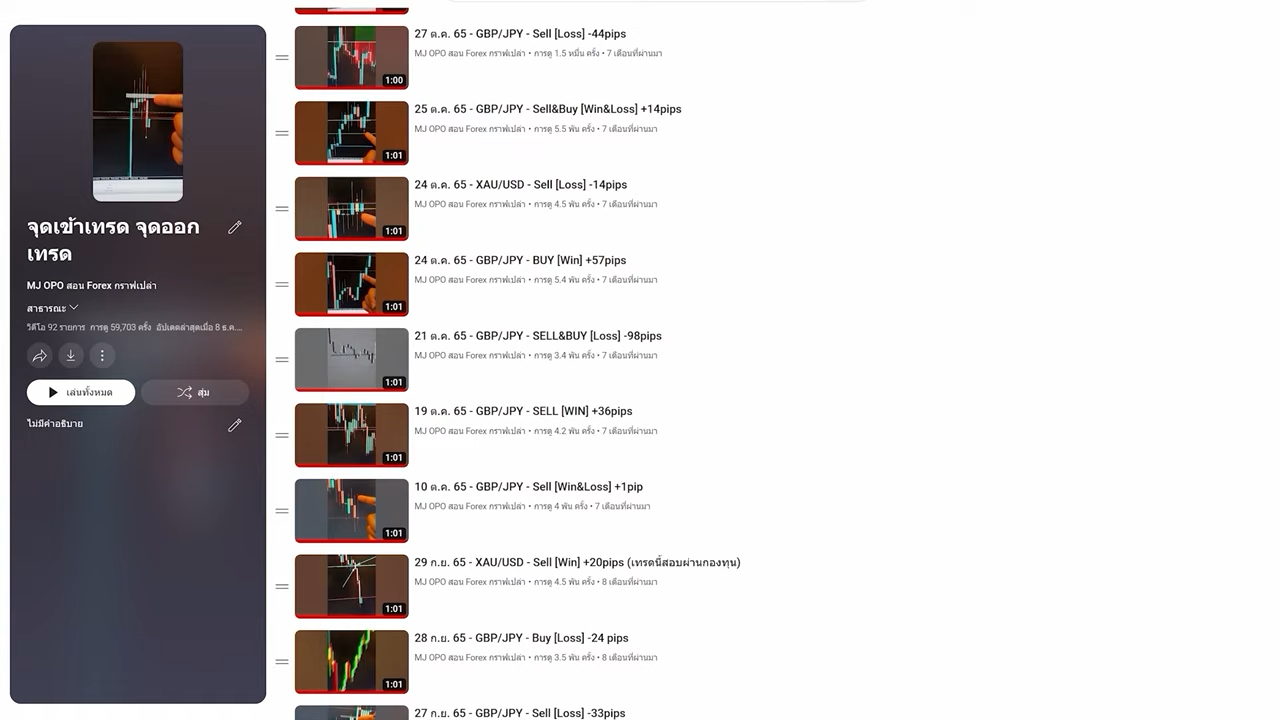 จุดเข้าเทรด จุดออก
เทรด
MJ OPO สอน Forex กราฟเปล่า
สาธารณะ
วิดีโอ 92 รายการ การดู 59,703 ครั้ง อัปเดตล่าสุดเมื่อ 8 ธ.ค....
เล่นทั้งหมด
สุ่ม
ไม่มีคำอธิบาย
27 ต.ค. 65 - GBP/JPY - Sell [Loss] -44pips
MJ OPO สอน Forex กราฟเปล่า • การดู 1.5 หมื่น ครั้ง • 7 เดือนที่ผ่านมา
1:00
25 ต.ค. 65 - GBP/JPY - Sell&Buy [Win&Loss] +14pips
MJ OPO สอน Forex กราฟเปล่า • การดู 5.5 พัน ครั้ง • 7 เดือนที่ผ่านมา
1:01
24 ต.ค. 65 - XAU/USD - Sell [Loss] -14pips
MJ OPO สอน Forex กราฟเปล่า • การดู 4.5 พัน ครั้ง • 7 เดือนที่ผ่านมา
1:01
24 ต.ค. 65 - GBP/JPY - BUY [Win] +57pips
MJ OPO สอน Forex กราฟเปล่า • การดู 5.4 พัน ครั้ง • 7 เดือนที่ผ่านมา
1:01
21 ต.ค. 65 - GBP/JPY - SELL&BUY [Loss] -98pips
MJ OPO สอน Forex กราฟเปล่า • การดู 3.4 พัน ครั้ง • 7 เดือนที่ผ่านมา
1:01
19 ต.ค. 65 - GBP/JPY - SELL [WIN] +36pips
MJ OPO สอน Forex กราฟเปล่า • การดู 4.2 พัน ครั้ง • 7 เดือนที่ผ่านมา
1:01
10 ต.ค. 65 - GBP/JPY - Sell [Win&Loss] +1pip
MJ OPO สอน Forex กราฟเปล่า • การดู 4 พัน ครั้ง • 7 เดือนที่ผ่านมา
1:01
29 ก.ย. 65 - XAU/USD - Sell [Win] +20pips (เทรดนี้สอบผ่านกองทุน)
MJ OPO สอน Forex กราฟเปล่า • การดู 4.5 พัน ครั้ง • 8 เดือนที่ผ่านมา
1:01
28 ก.ย. 65 - GBP/JPY - Buy [Loss] -24 pips
MJ OPO สอน Forex กราฟเปล่า • การดู 3.5 พัน ครั้ง • 8 เดือนที่ผ่านมา
1:01
27 ก.ย. 65 - GBP/JPY - Sell [Loss] -33pips